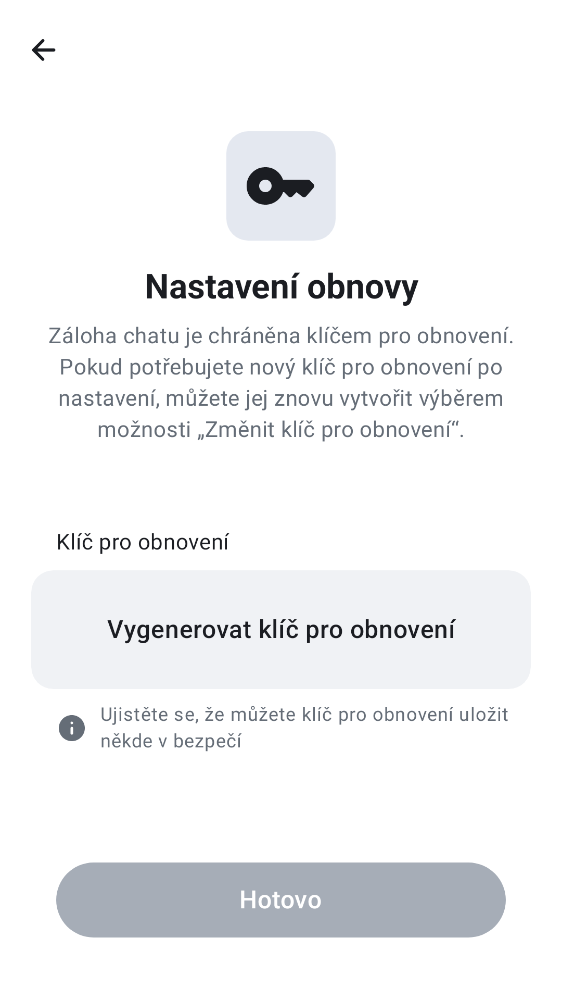 Nastavení obnovy
Záloha chatu je chráněna klíčem pro obnovení.
Pokud potřebujete nový klíč pro obnovení po
nastavení, můžete jej znovu vytvořit výběrem
možnosti „Změnit klíč pro obnovení“.
Klíč pro obnovení
Vygenerovat klíč pro obnovení
Ujistěte se, že můžete klíč pro obnovení uložit
někde v bezpečí
Hotovo